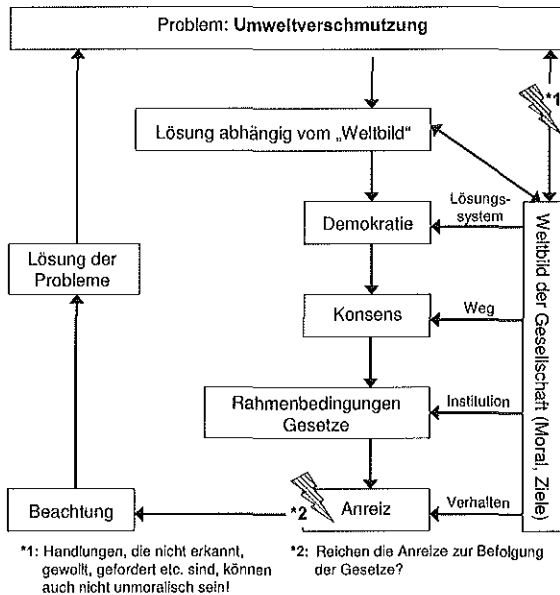 Problem: Umweltverschmutzung
*1
Lösung abhängig vom „Weltbild“
Lösungs-
system
Demokratie
Lösung der
Probleme
Konsens
Weg
Weltbild der Gesellschaft (Moral, Ziele)
Rahmenbedingungen
Gesetze
Institution
Beachtung
*2
Anreiz
Verhalten
*1: Handlungen, die nicht erkannt,
gewollt, gefordert etc. sind, können
auch nicht unmoralisch sein!
*2: Reichen die Anreize zur Befolgung
der Gesetze?